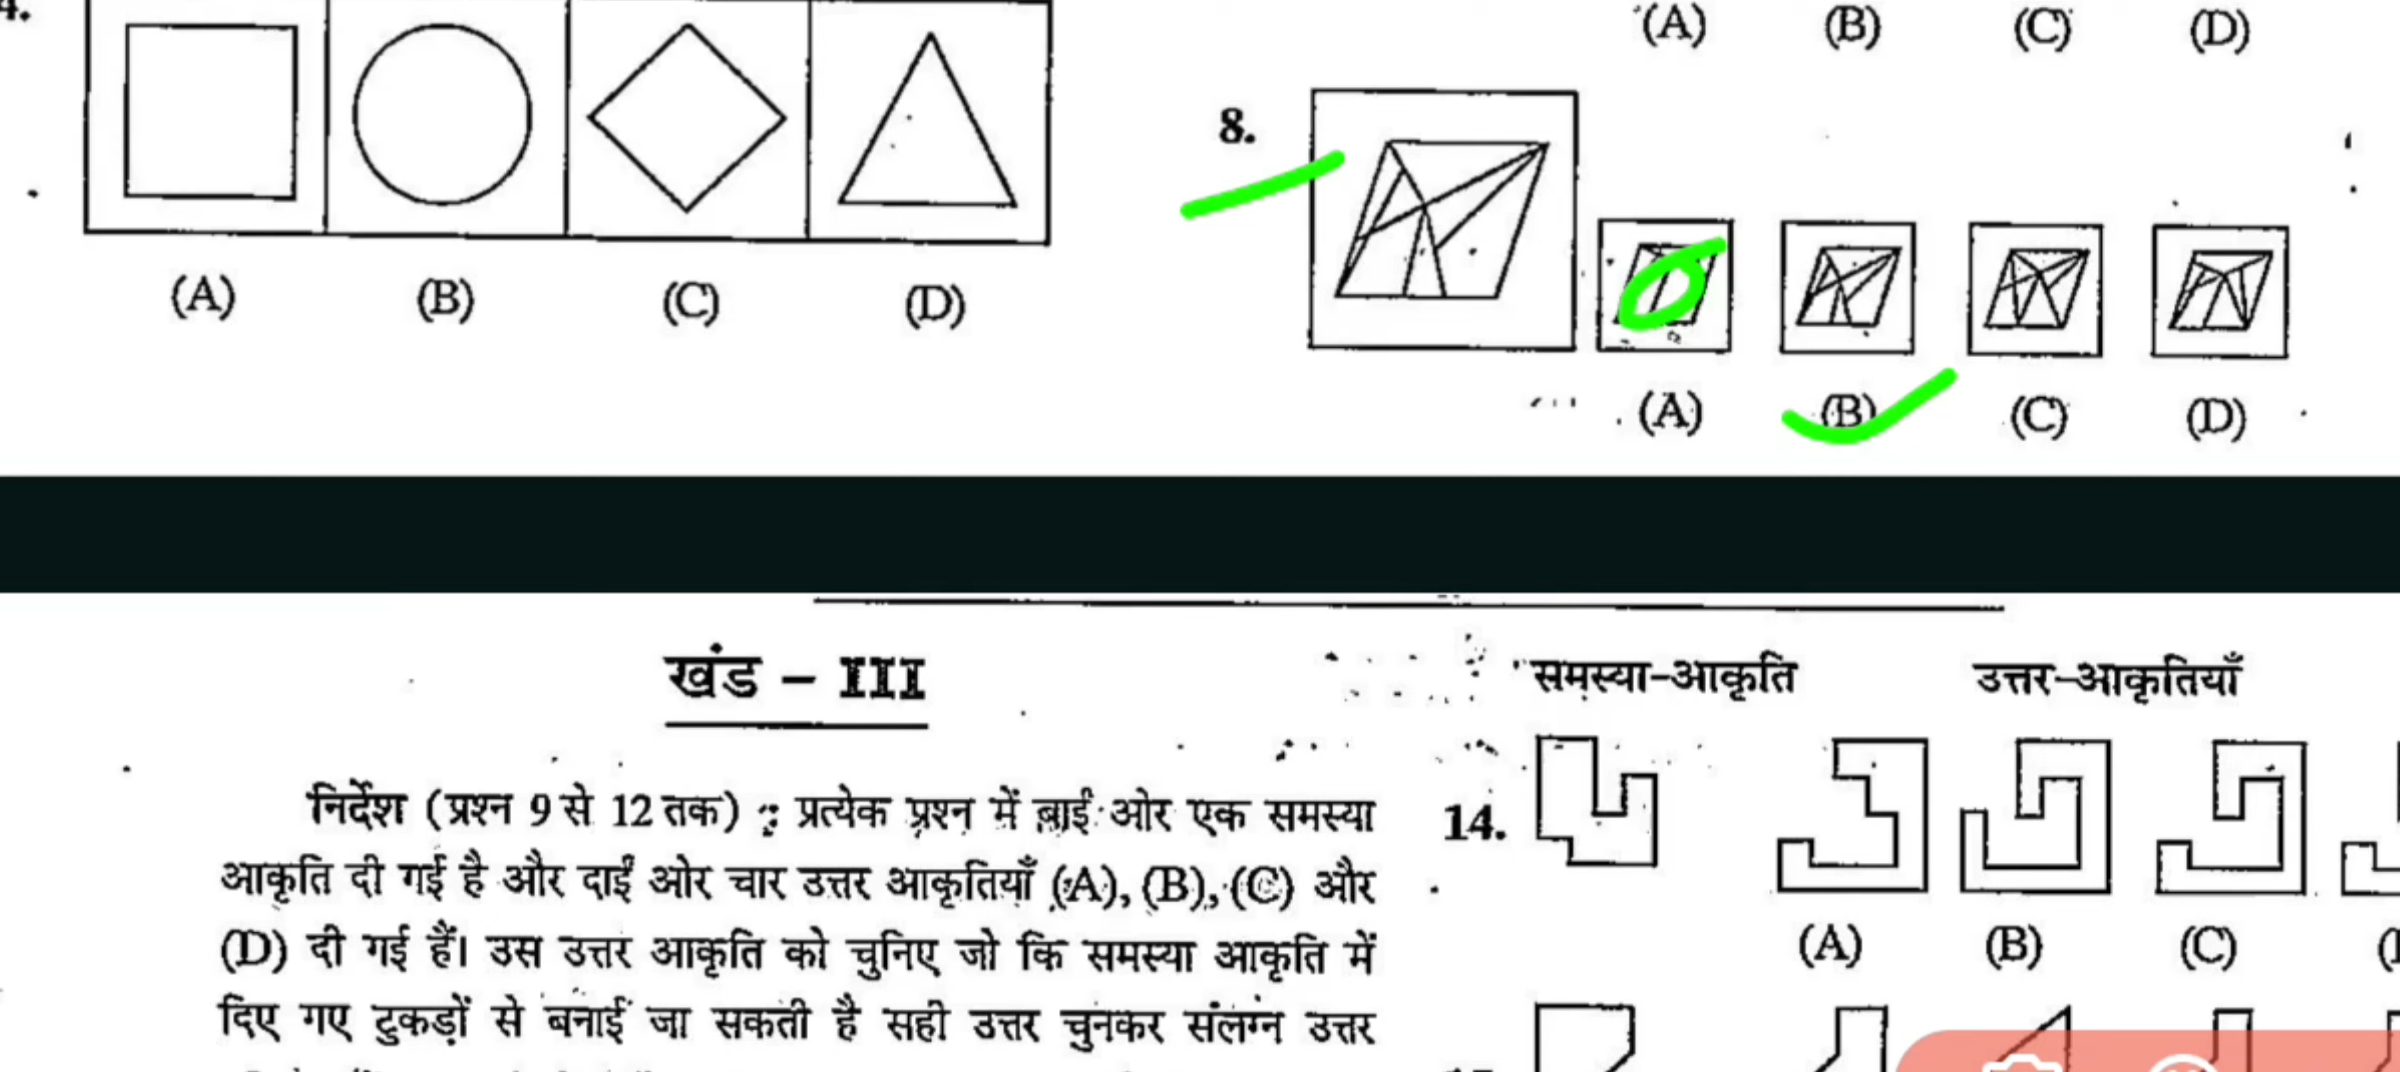 (A) (B) (C) (D)
8.
(A) (B) (C) (D)
(A) (B) (C) (D)
खंड – III
निर्देश (प्रश्न 9 से 12 तक) : प्रत्येक प्रश्न में बाईं ओर एक समस्या
आकृति दी गई है और दाईं ओर चार उत्तर आकृतियाँ (A), (B), (C) और
(D) दी गई हैं। उस उत्तर आकृति को चुनिए जो कि समस्या आकृति में
दिए गए टुकड़ों से बनाई जा सकती है सही उत्तर चुनकर संलग्न उत्तर
समस्या-आकृति उत्तर-आकृतियाँ
14.
(A) (B) (C)